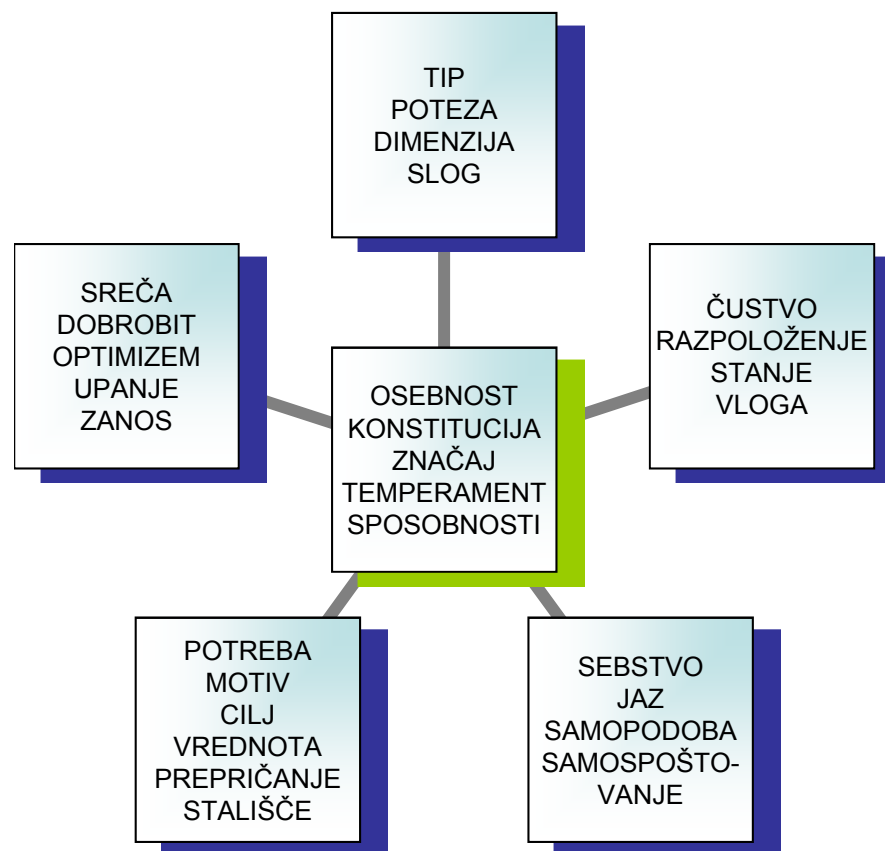 TIP
POTEZA
DIMENZIJA
SLOG
SREČA
DOBROBIT
OPTIMIZEM
UPANJE
ZANOS
ČUSTVO
RAZPOLOŽENJE
STANJE
VLOGA
OSEBNOST
KONSTITUCIJA
ZNAČAJ
TEMPERAMENT
SPOSOBNOSTI
POTREBA
MOTIV
CILJ
VREDNOTA
PREPRIČANJE
STALIŠČE
SEBSTVO
JAZ
SAMOPODOBA
SAMOSPOŠTO-
VANJE